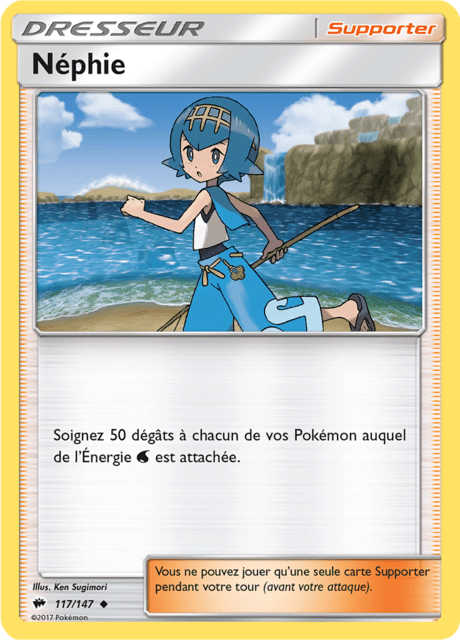 DRESSEUR
Supporter
Néphie
Soignez 50 dégâts à chacun de vos Pokémon auquel
de l'Énergie est attachée.
Vous ne pouvez jouer qu'une seule carte Supporter
pendant votre tour (avant votre attaque).
Illus. Ken Sugimori
117/147
©2017 Pokémon